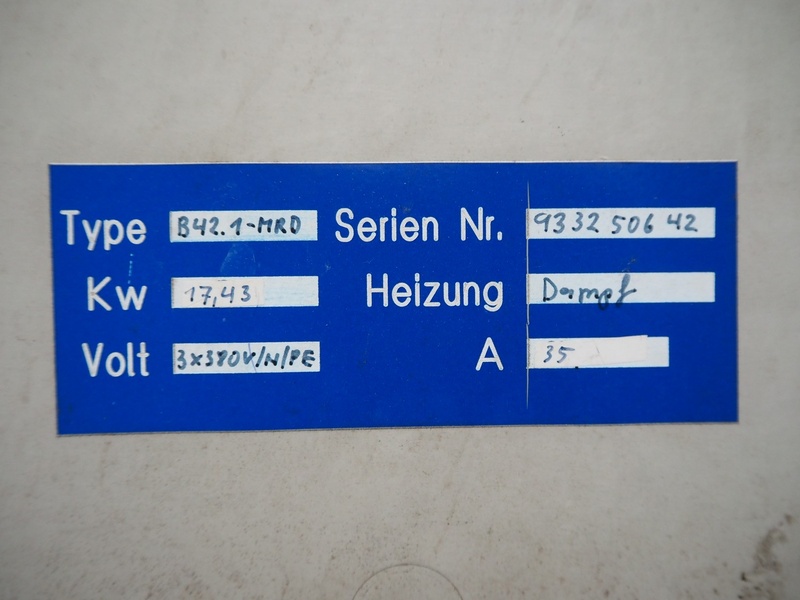 Type B42.1-MRD Serien Nr. 9332 506 42
Kw 17,43 Heizung Dampf
Volt 3x380V/N/PE A 35